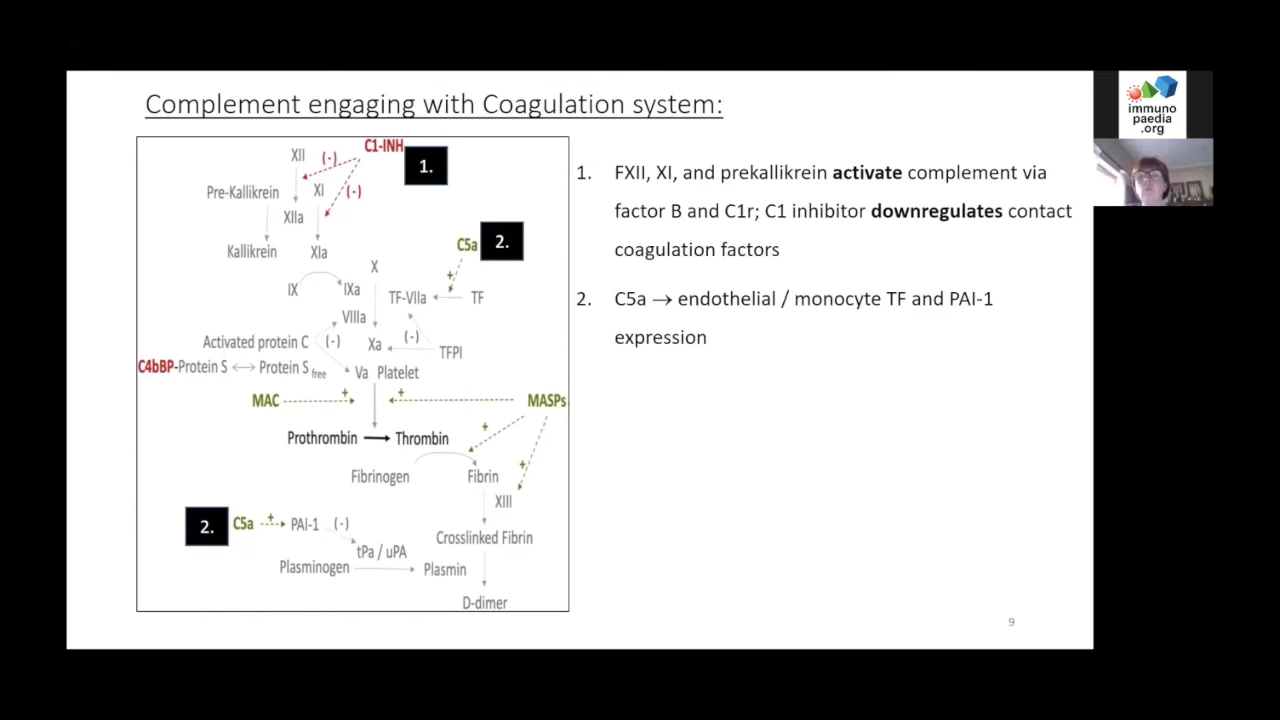 Complement engaging with Coagulation system:
immuno
paedia
.org
C1-INH
1.
XII
(-)
Pre-Kallikrein
XI
(-)
XIIa
Kallikrein
XIa
C5a
2.
X
+
IX
IXa
TF-VIIa
TF
VIIIa
Activated protein C
(-)
Xa
(-)
TFPI
C4bBP-Protein S
Protein S free
Va
Platelet
MAC
+
+
MASPs
Prothrombin
Thrombin
+
Fibrinogen
Fibrin
+
XIII
2.
C5a
+
PAI-1
(-)
Crosslinked Fibrin
tPa / uPA
Plasminogen
Plasmin
D-dimer
1. FXII, XI, and prekallikrein activate complement via
factor B and C1r; C1 inhibitor downregulates contact
coagulation factors
2. C5a → endothelial / monocyte TF and PAI-1
expression
9